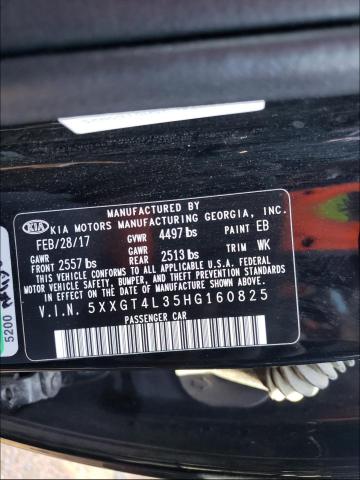 MANUFACTURED BY
KIA KIA MOTORS MANUFACTURING GEORGIA, INC.
FEB/28/17 GVWR 4497 lbs PAINT EB
GAWR FRONT 2557 lbs GAWR REAR 2513 lbs TRIM WK
THIS VEHICLE CONFORMS TO ALL APPLICABLE FEDERAL
MOTOR VEHICLE SAFETY, BUMPER, AND THEFT PREVENTION
STANDARDS IN EFFECT ON THE DATE OF MANUFACTURE SHOWN ABOVE.
V.I.N. 5XXGT4L35HG160825
PASSENGER CAR
5200